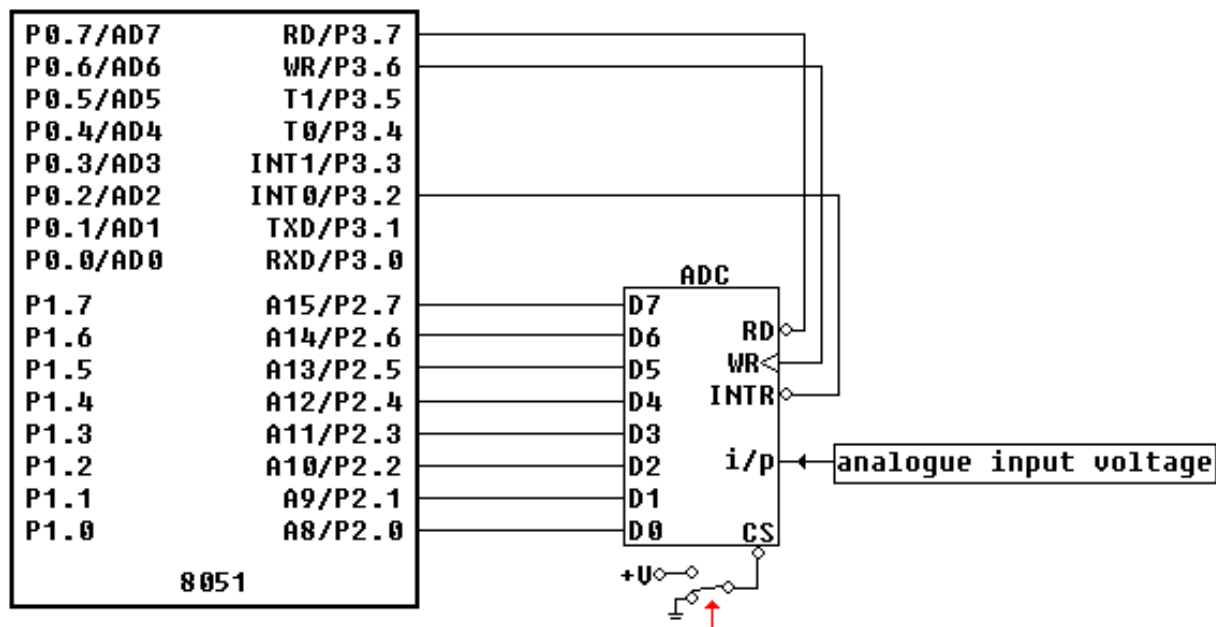 P0.7/AD7 RD/P3.7
P0.6/AD6 WR/P3.6
P0.5/AD5 T1/P3.5
P0.4/AD4 T0/P3.4
P0.3/AD3 INT1/P3.3
P0.2/AD2 INT0/P3.2
P0.1/AD1 TXD/P3.1
P0.0/AD0 RXD/P3.0
P1.7 A15/P2.7
P1.6 A14/P2.6
P1.5 A13/P2.5
P1.4 A12/P2.4
P1.3 A11/P2.3
P1.2 A10/P2.2
P1.1 A9/P2.1
P1.0 A8/P2.0
8051
ADC
D7
D6
D5
D4
D3
D2
D1
D0
RD
WR
INTR
i/p
CS
analogue input voltage
+V